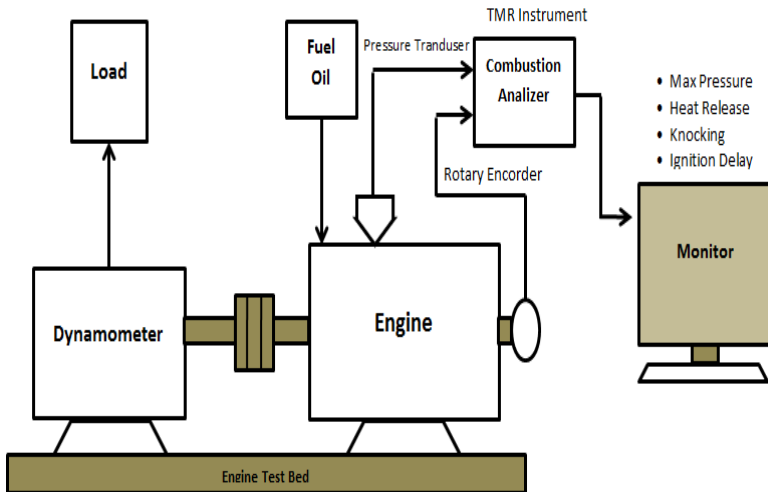 TMR Instrument
Load
Fuel
Oil
Pressure Tranduser
Combustion
Analizer
• Max Pressure
• Heat Release
• Knocking
• Ignition Delay
Rotary Encorder
Monitor
Dynamometer
Engine
Engine Test Bed